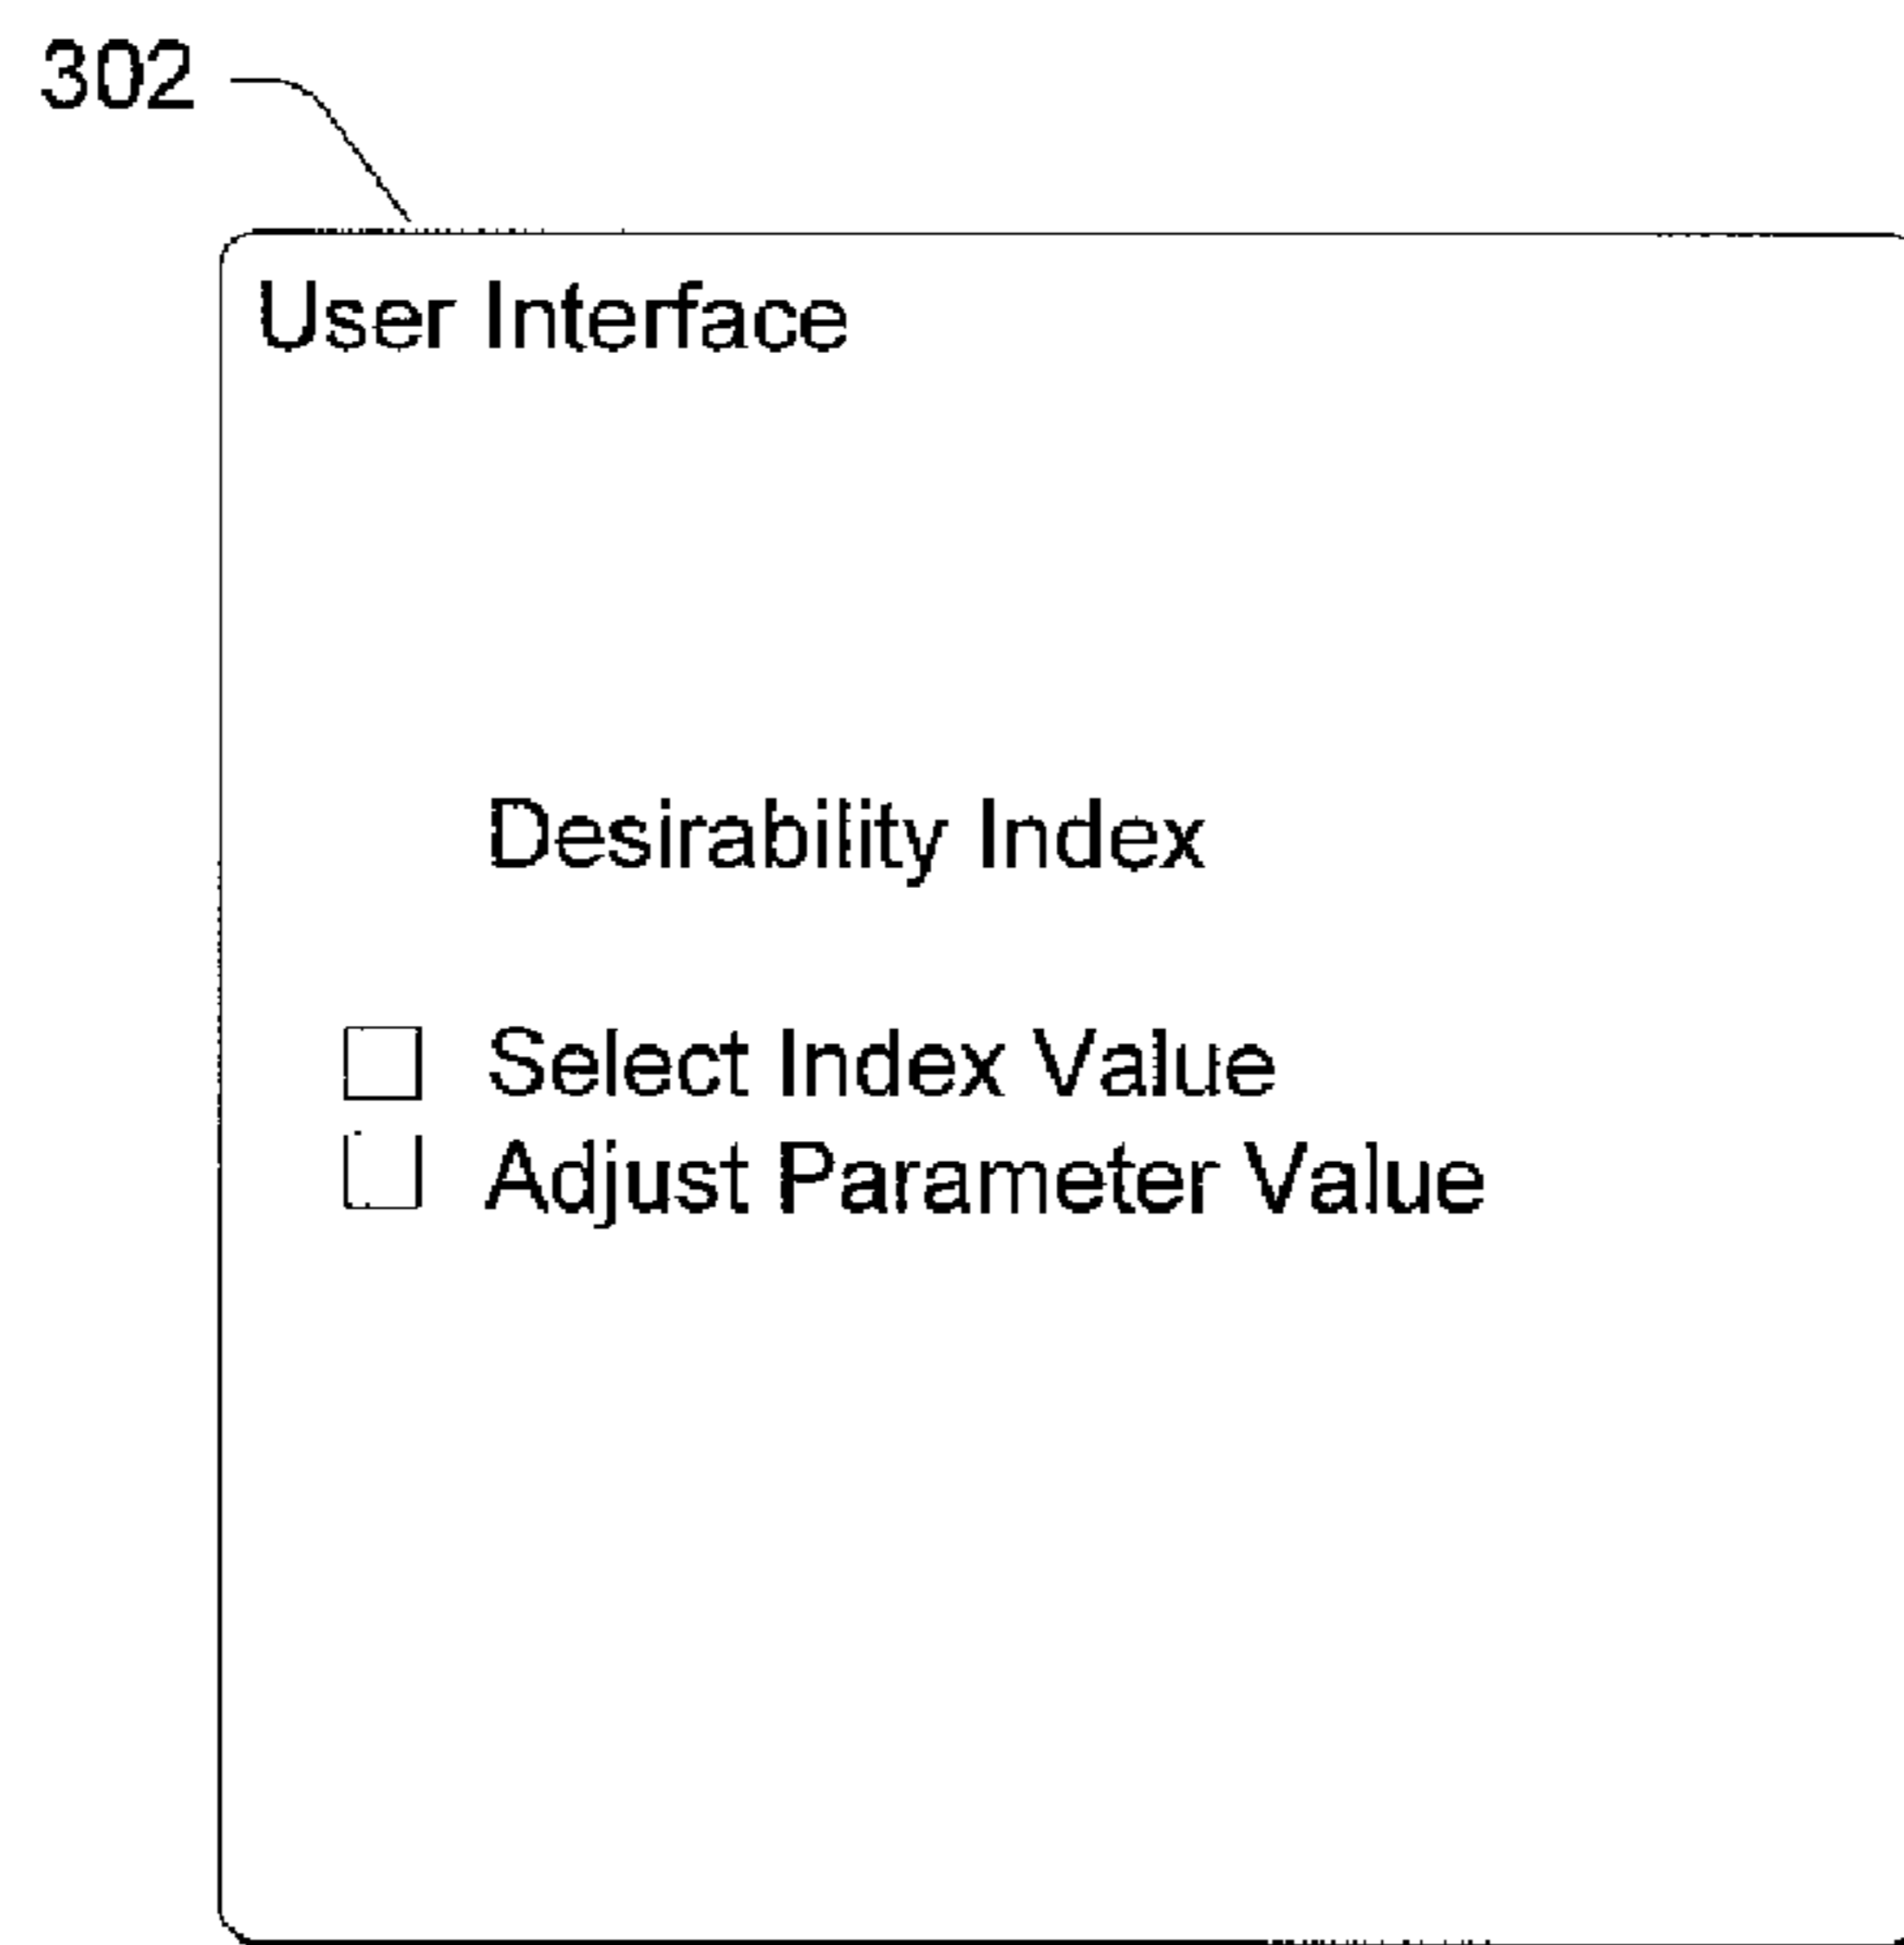 302
User Interface
Desirability Index
Select Index Value
Adjust Parameter Value